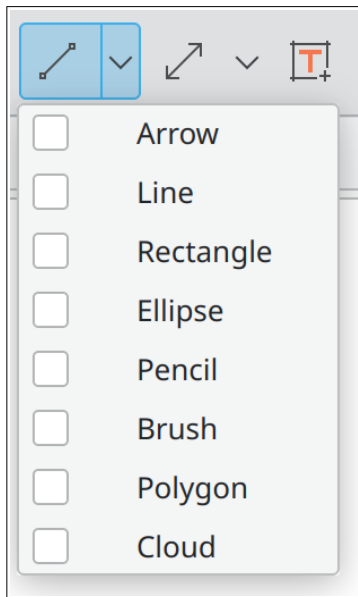 T
Arrow
Line
Rectangle
Ellipse
Pencil
Brush
Polygon
Cloud